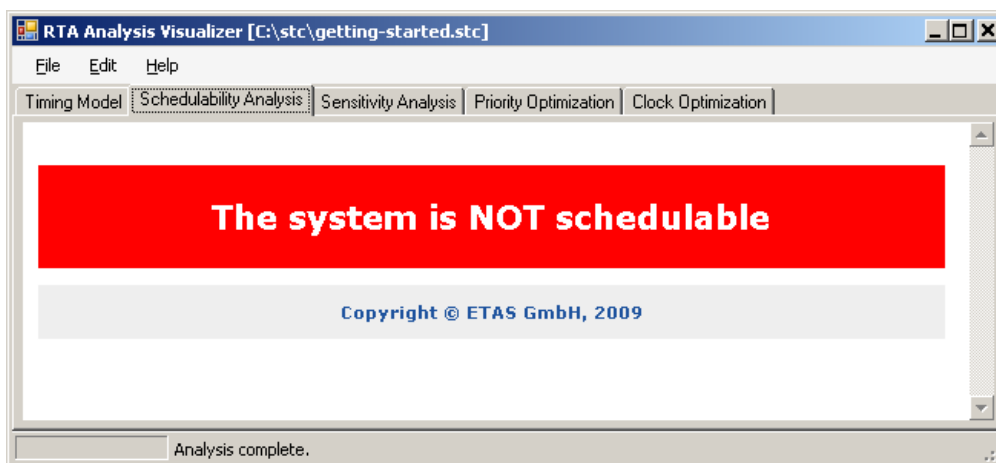 RTA Analysis Visualizer [C:\stc\getting-started.stc]
File Edit Help
Timing Model Schedulability Analysis Sensitivity Analysis Priority Optimization Clock Optimization
The system is NOT schedulable
Copyright © ETAS GmbH, 2009
Analysis complete.